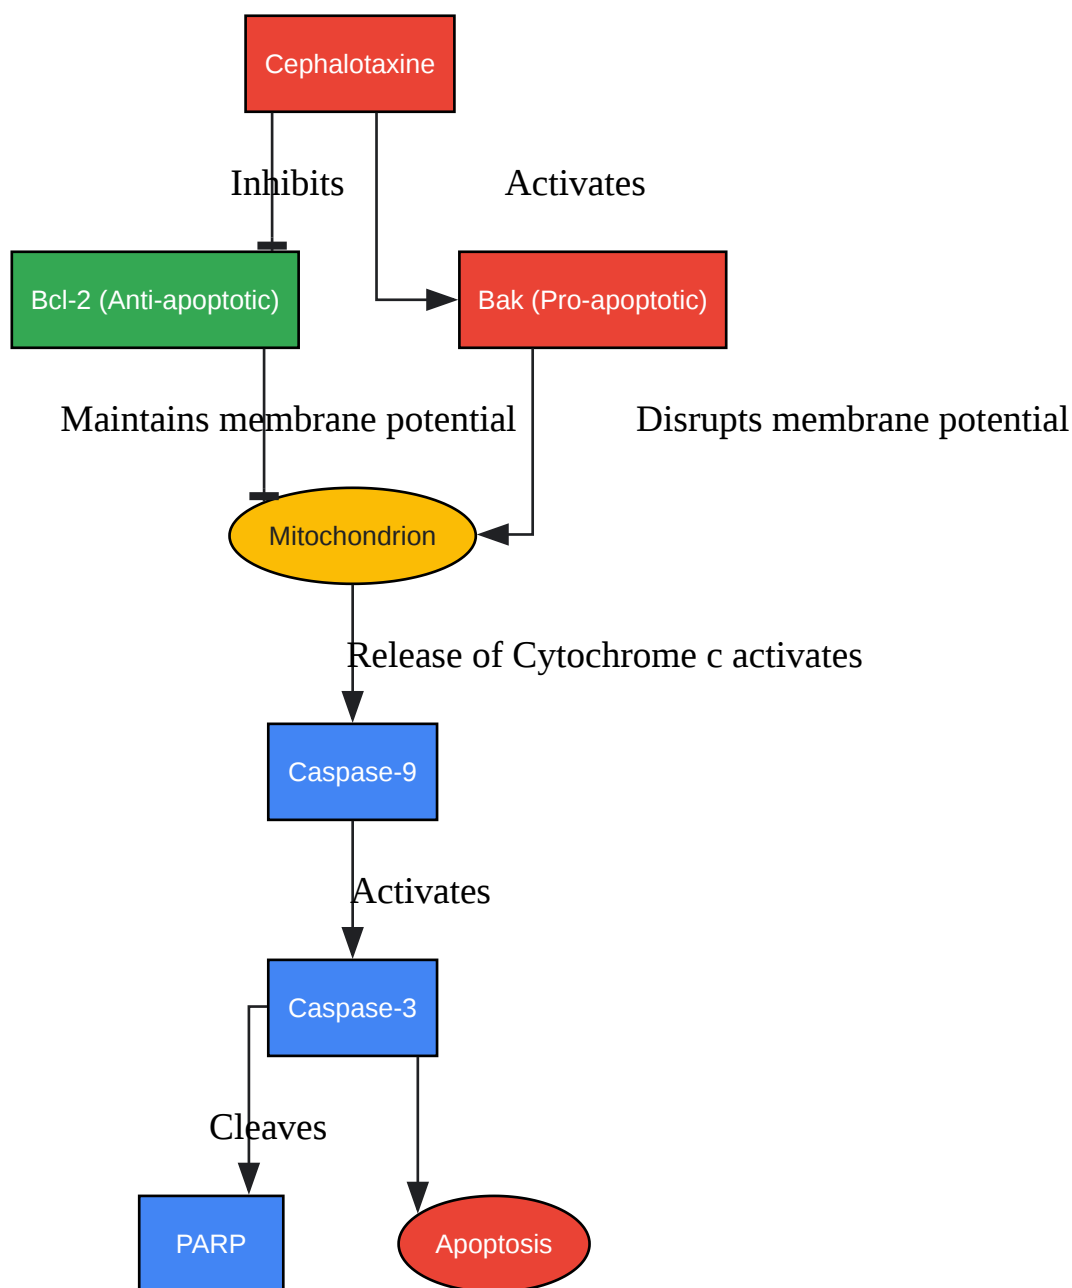 Cephalotaxine
Inhibits
Activates
Bcl-2 (Anti-apoptotic)
Bak (Pro-apoptotic)
Maintains membrane potential
Disrupts membrane potential
Mitochondrion
Release of Cytochrome c activates
Caspase-9
Activates
Caspase-3
Cleaves
PARP
Apoptosis